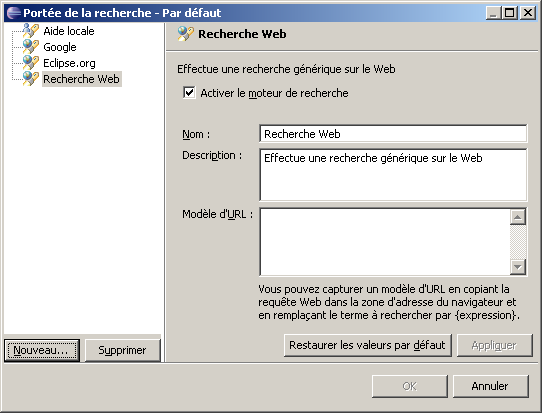 Portée de la recherche - Par défaut
Aide locale
Google
Eclipse.org
Recherche Web
Nouveau...
Supprimer
Recherche Web
Effectue une recherche générique sur le Web
Activer le moteur de recherche
Nom :
Recherche Web
Description :
Effectue une recherche générique sur le Web
Modèle d'URL :
Vous pouvez capturer un modèle d'URL en copiant la
requête Web dans la zone d'adresse du navigateur et
en remplaçant le terme à rechercher par {expression}.
Restaurer les valeurs par défaut
Appliquer
OK
Annuler